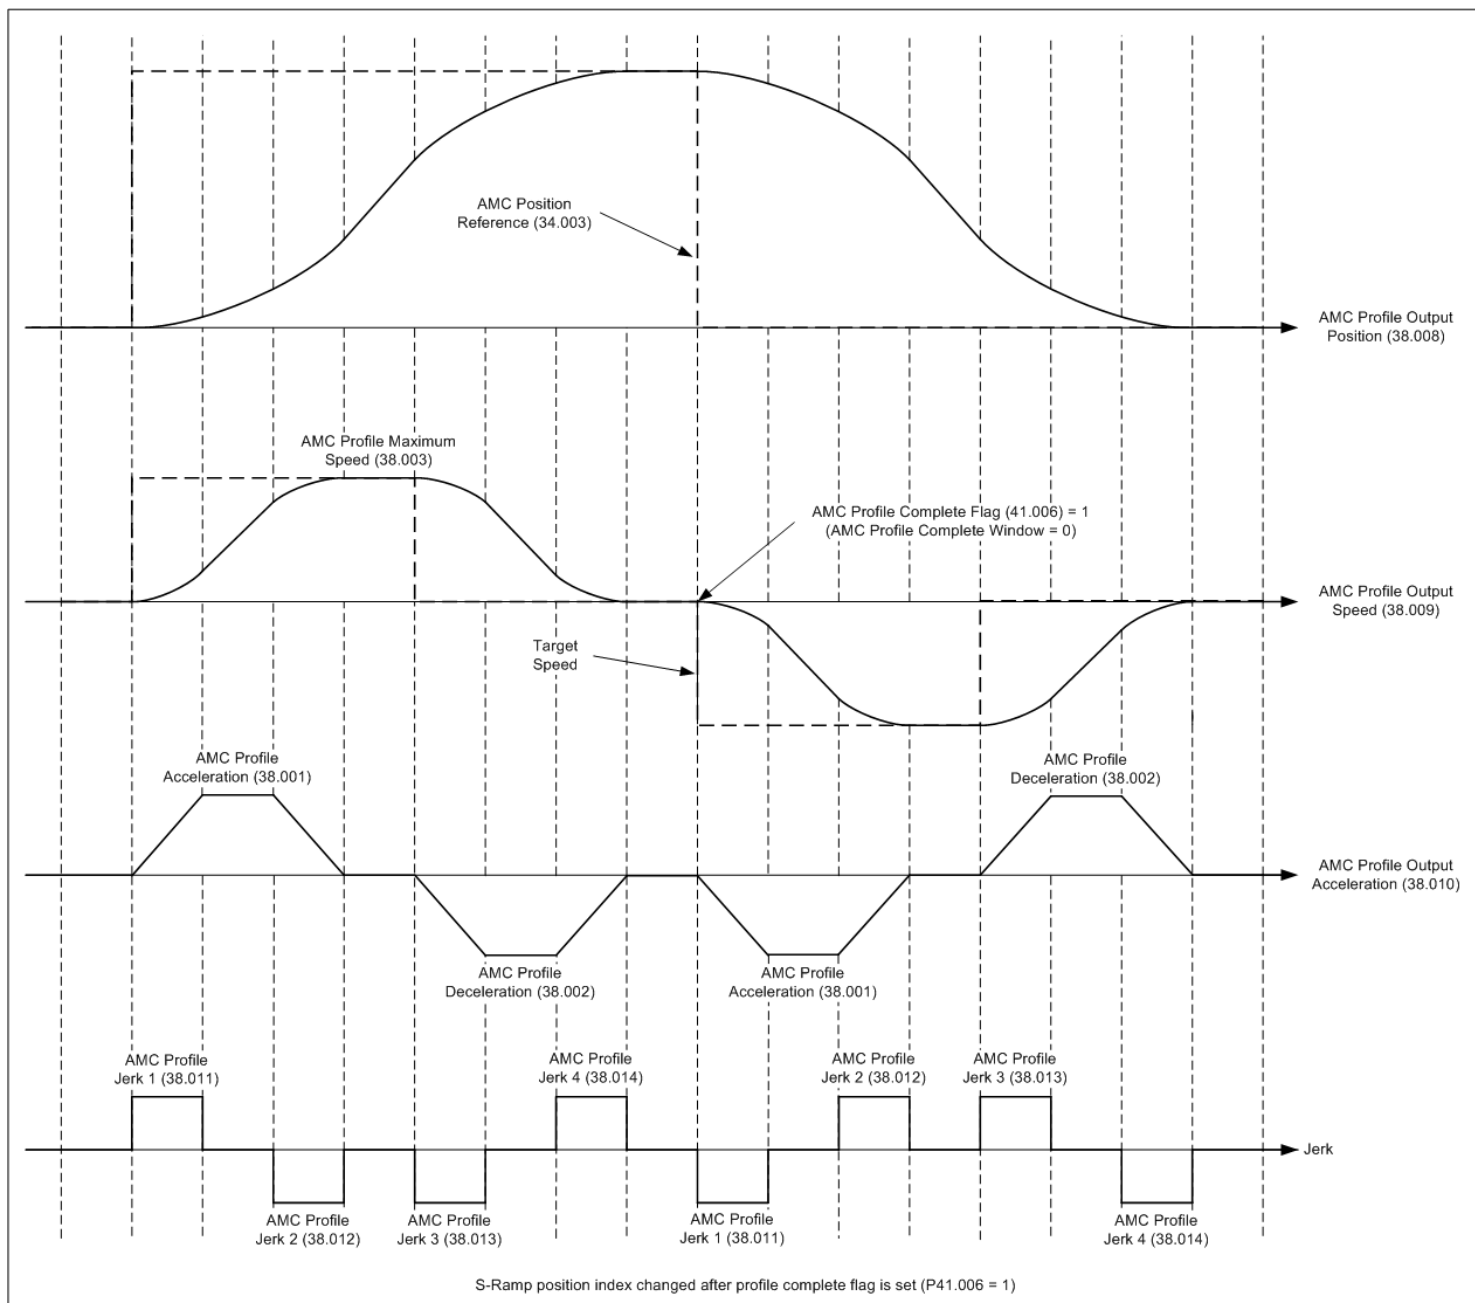 AMC Position
Reference (34.003)
AMC Profile Output
Position (38.008)
AMC Profile Maximum
Speed (38.003)
AMC Profile Complete Flag (41.006) = 1
(AMC Profile Complete Window = 0)
AMC Profile Output
Speed (38.009)
Target
Speed
AMC Profile
Acceleration (38.001)
AMC Profile
Deceleration (38.002)
AMC Profile Output
Acceleration (38.010)
AMC Profile
Deceleration (38.002)
AMC Profile
Acceleration (38.001)
AMC Profile
Jerk 1 (38.011)
AMC Profile
Jerk 4 (38.014)
AMC Profile
Jerk 2 (38.012)
AMC Profile
Jerk 3 (38.013)
Jerk
AMC Profile
Jerk 2 (38.012)
AMC Profile
Jerk 3 (38.013)
AMC Profile
Jerk 1 (38.011)
AMC Profile
Jerk 4 (38.014)
S-Ramp position index changed after profile complete flag is set (P41.006 = 1)